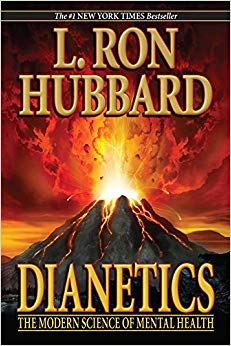 The #1 NEW YORK TIMES Bestseller
L. RON
HUBBARD
DIANETICS
THE MODERN SCIENCE OF MENTAL HEALTH